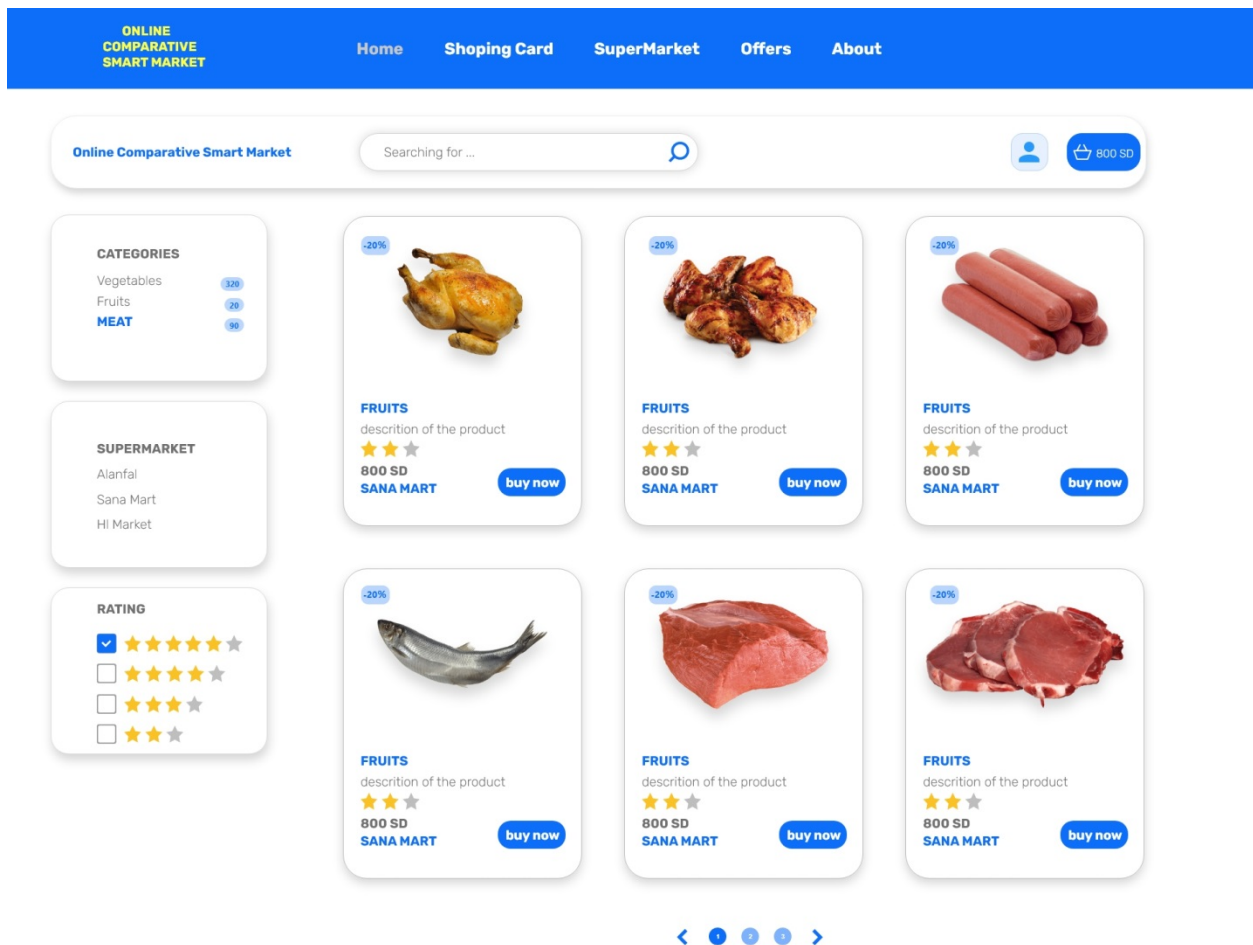 ONLINE
COMPARATIVE
SMART MARKET
Home Shoping Card SuperMarket Offers About
Online Comparative Smart Market Searching for ... 800 SD
CATEGORIES
Vegetables 320
Fruits 20
MEAT 90
SUPERMARKET
Alanfal
Sana Mart
HI Market
RATING
-20% -20% -20%
FRUITS FRUITS FRUITS
descrition of the product descrition of the product descrition of the product
800 SD 800 SD 800 SD
SANA MART buy now SANA MART buy now SANA MART buy now
-20% -20% -20%
FRUITS FRUITS FRUITS
descrition of the product descrition of the product descrition of the product
800 SD 800 SD 800 SD
SANA MART buy now SANA MART buy now SANA MART buy now
1 2 3